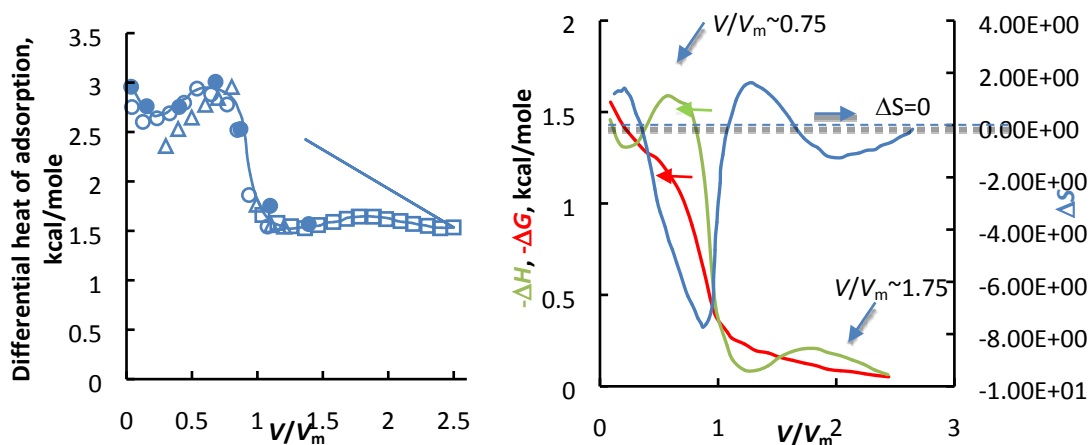 Differential heat of adsorption,
kcal/mole
3.5
3
2.5
2
1.5
1
0.5
0
0
0.5
1
1.5
2
2.5
V/Vm
-ΔH, -ΔG, kcal/mole
2
1.5
1
0.5
0
V/Vm~0.75
ΔS=0
V/Vm~1.75
4.00E+00
2.00E+00
0.00E+00
-2.00E+00
-4.00E+00
-6.00E+00
-8.00E+00
-1.00E+01
ΔS
0
1
2
3
V/Vm